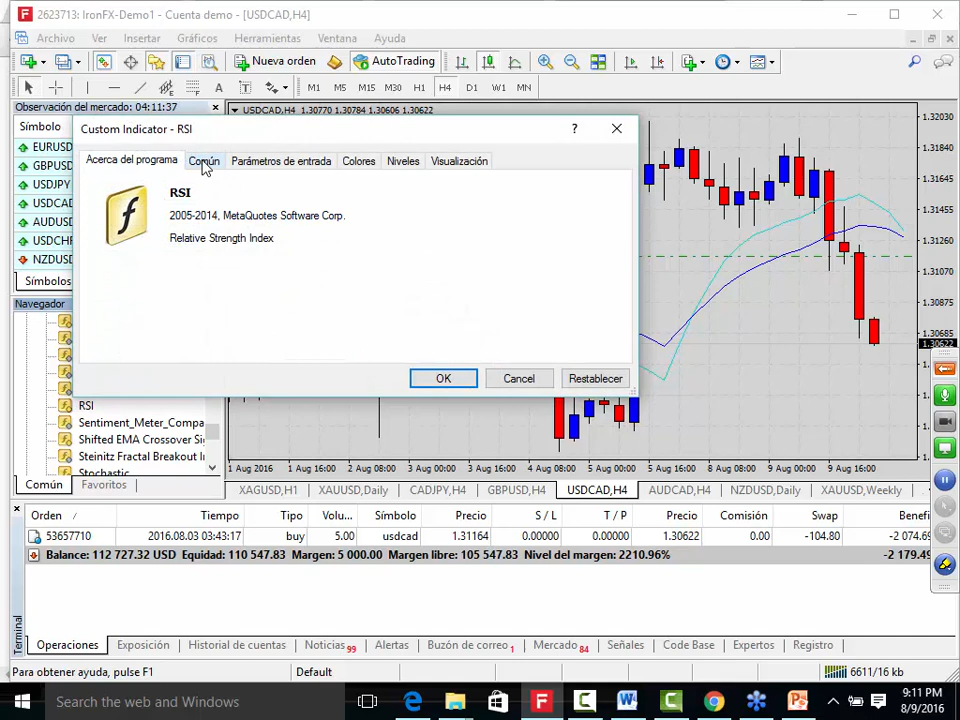 2623713: IronFX-Demo1 - Cuenta demo - [USDCAD,H4]
Archivo Ver Insertar Gráficos Herramientas Ventana Ayuda
Nueva orden AutoTrading
A T M1 M5 M15 M30 H1 H4 D1 W1 MN
Observación del mercado: 04:11:37
Símbolo
EURUSD
GBPUSD
USDJPY
USDCAD
AUDUSD
USDCHF
NZDUSD
Símbolos
Navegador
RSI
Sentiment_Meter_Compa
Shifted EMA Crossover Sig
Steinitz Fractal Breakout I
Stochastic
Común Favoritos
USDCAD,H4 1.30770 1.30784 1.30606 1.30622
Custom Indicator - RSI
Acerca del programa Común Parámetros de entrada Colores Niveles Visualización
RSI
2005-2014, MetaQuotes Software Corp.
Relative Strength Index
OK Cancel Restablecer
1.32030
1.31840
1.31645
1.31455
1.31260
1.31070
1.30875
1.30685
1.30622
1 Aug 2016 1 Aug 16:00 2 Aug 08:00 3 Aug 00:00 3 Aug 16:00 4 Aug 08:00 5 Aug 00:00 5 Aug 16:00 8 Aug 08:00 9 Aug 00:00 9 Aug 16:00
XAGUSD,H1 XAUUSD,Daily CADJPY,H4 GBPUSD,H4 USDCAD,H4 AUDCAD,H4 NZDUSD,Daily XAUUSD,Weekly
Orden Tiempo Tipo Volu... Símbolo Precio S / L T / P Precio Comisión Swap Benefi
53657710 2016.08.03 03:43:17 buy 5.00 usdcad 1.31164 0.00000 0.00000 1.30622 0.00 -104.80 -2 074.69
Balance: 112 727.32 USD Equidad: 110 547.83 Margen: 5 000.00 Margen libre: 105 547.83 Nivel del margen: 2210.96% -2 179.49
Terminal
Operaciones Exposición Historial de cuentas Noticias 99 Alertas Buzón de correo 1 Mercado 84 Señales Code Base Expertos Registro
Para obtener ayuda, pulse F1 Default 6611/16 kb
Search the web and Windows
9:11 PM
8/9/2016